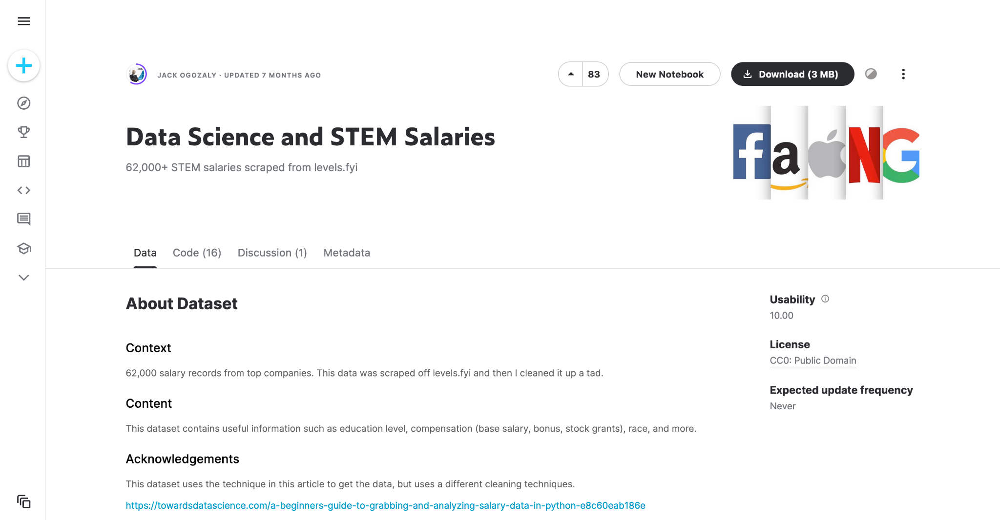 JACK OGOZALY · UPDATED 7 MONTHS AGO
83
New Notebook
Download (3 MB)
Data Science and STEM Salaries
62,000+ STEM salaries scraped from levels.fyi
Data
Code (16)
Discussion (1)
Metadata
About Dataset
Context
62,000 salary records from top companies. This data was scraped off levels.fyi and then I cleaned it up a tad.
Content
This dataset contains useful information such as education level, compensation (base salary, bonus, stock grants), race, and more.
Acknowledgements
This dataset uses the technique in this article to get the data, but uses a different cleaning techniques.
https://towardsdatascience.com/a-beginners-guide-to-grabbing-and-analyzing-salary-data-in-python-e8c60eab186e
Usability
10.00
License
CC0: Public Domain
Expected update frequency
Never